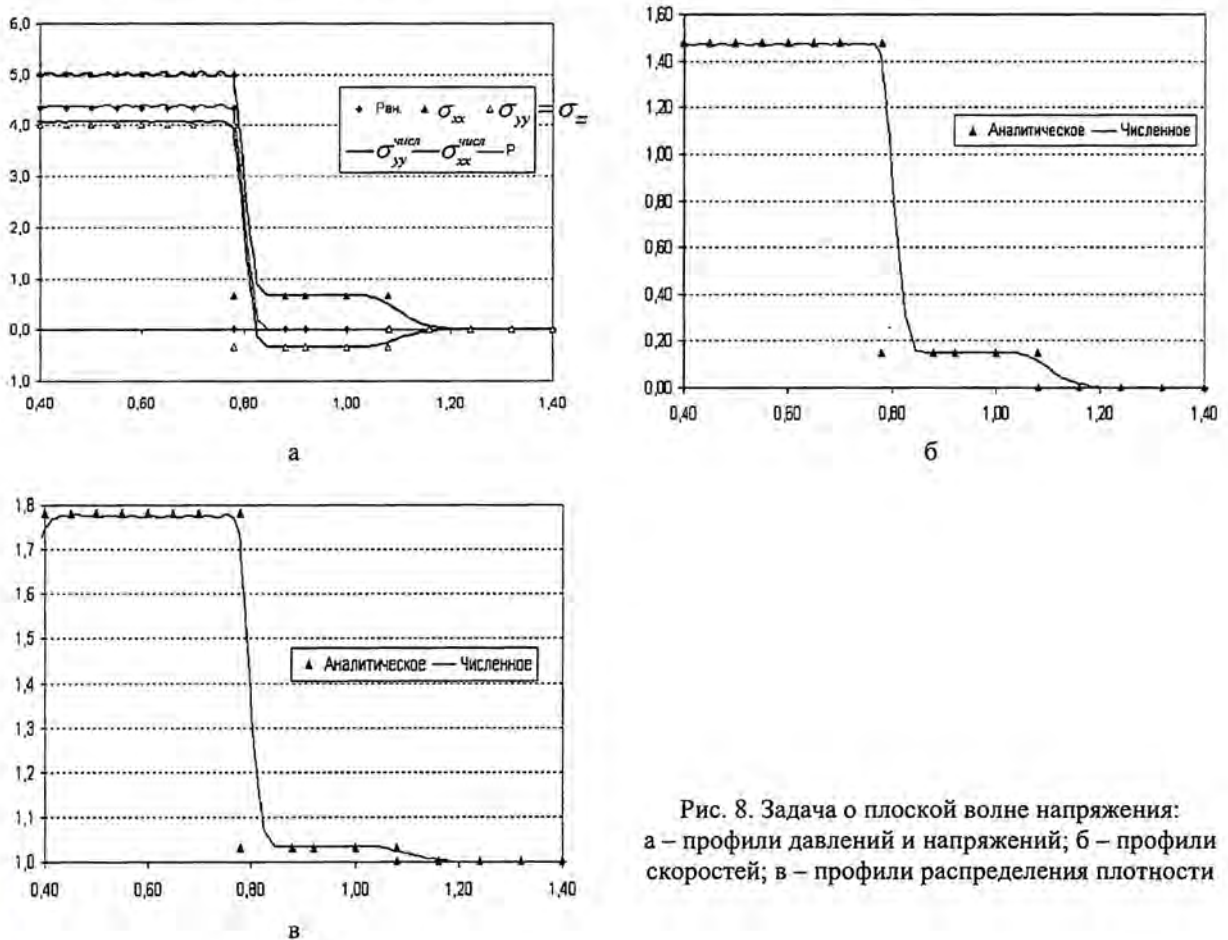 6,0
5,0
4,0
3,0
2,0
1,0
0,0
1,0
0,40 0,60 0,80 1,00 1,20 1,40
Pан. σxx σyy = σzz
σyy^числ σxx^числ P
а
1,60
1,40
1,20
1,00
0,80
0,60
0,40
0,20
0,00
0,40 0,60 0,80 1,00 1,20 1,40
Аналитическое Численное
б
1,8
1,7
1,6
1,5
1,4
1,3
1,2
1,1
1,0
0,40 0,60 0,80 1,00 1,20 1,40
Аналитическое Численное
в
Рис. 8. Задача о плоской волне напряжения:
а – профили давлений и напряжений; б – профили
скоростей; в – профили распределения плотности